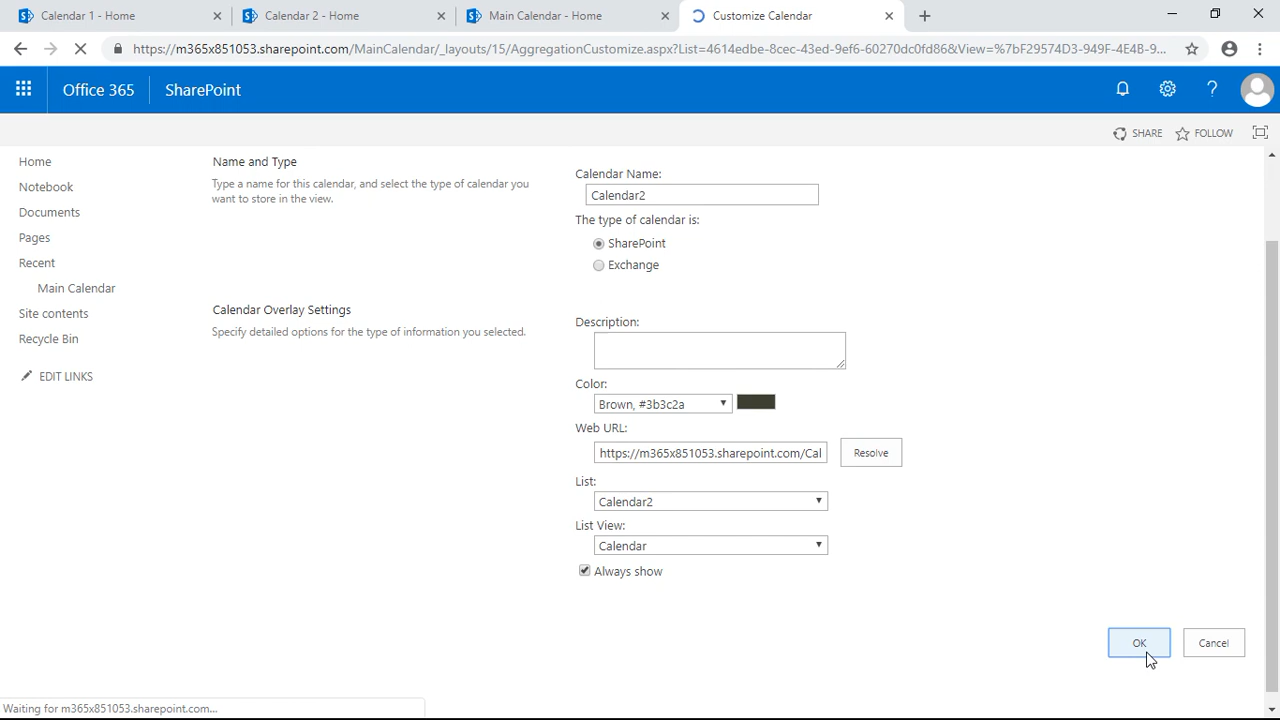 Calendar 1 - Home
Calendar 2 - Home
Main Calendar - Home
Customize Calendar
https://m365x851053.sharepoint.com/MainCalendar/_layouts/15/AggregationCustomize.aspx?List=4614edbe-8cec-43ed-9ef6-60270dc0fd86&View=%7bF29574D3-949F-4E4B-9...
Office 365
SharePoint
?
SHARE
FOLLOW
Home
Notebook
Documents
Pages
Recent
Main Calendar
Site contents
Recycle Bin
EDIT LINKS
Name and Type
Type a name for this calendar, and select the type of calendar you
want to store in the view.
Calendar Name:
Calendar2
The type of calendar is:
SharePoint
Exchange
Calendar Overlay Settings
Specify detailed options for the type of information you selected.
Description:
Color:
Brown, #3b3c2a
Web URL:
https://m365x851053.sharepoint.com/Cal
Resolve
List:
Calendar2
List View:
Calendar
Always show
OK
Cancel
Waiting for m365x851053.sharepoint.com...